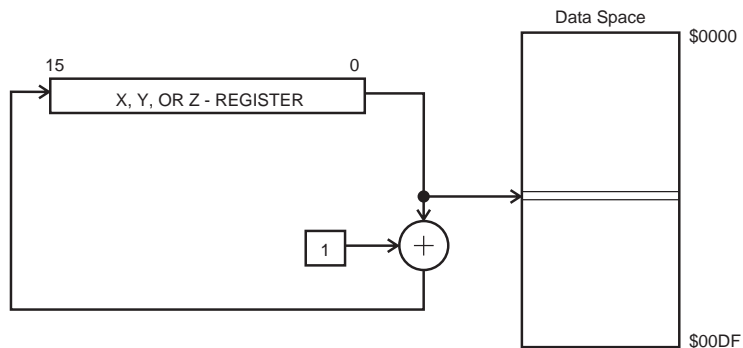 Data Space
$0000
15 0
X, Y, OR Z - REGISTER
1
+
$00DF